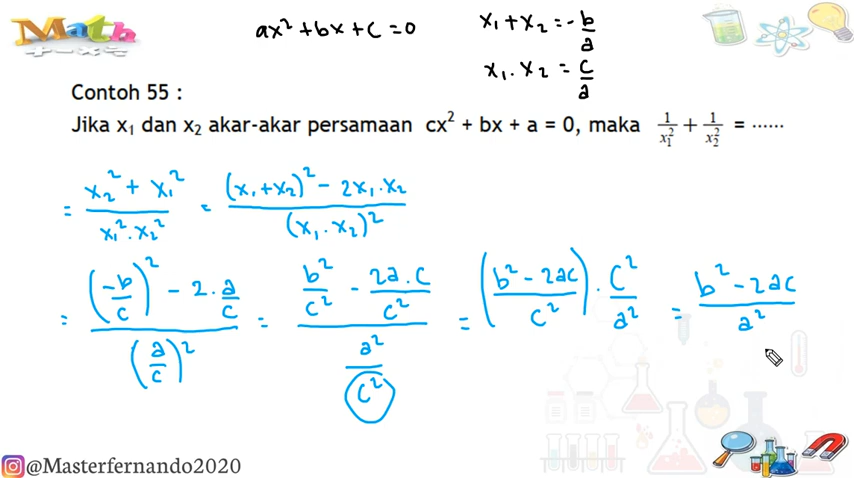 Math
ax² + bx + c = 0
x₁ + x₂ = -b/a
x₁ . x₂ = c/a
Contoh 55 :
Jika x₁ dan x₂ akar-akar persamaan cx² + bx + a = 0, maka 1/x₁² + 1/x₂² = ......
= (x₂² + x₁²)/(x₁² . x₂²) = ((x₁ + x₂)² - 2x₁ . x₂)/(x₁ . x₂)²
= ((-b/c)² - 2 . a/c)/(a/c)² = (b²/c² - 2a . c/c²)/(a²/c²) = ((b² - 2ac)/c²) . c²/a² = (b² - 2ac)/a²
@Masterfernando2020